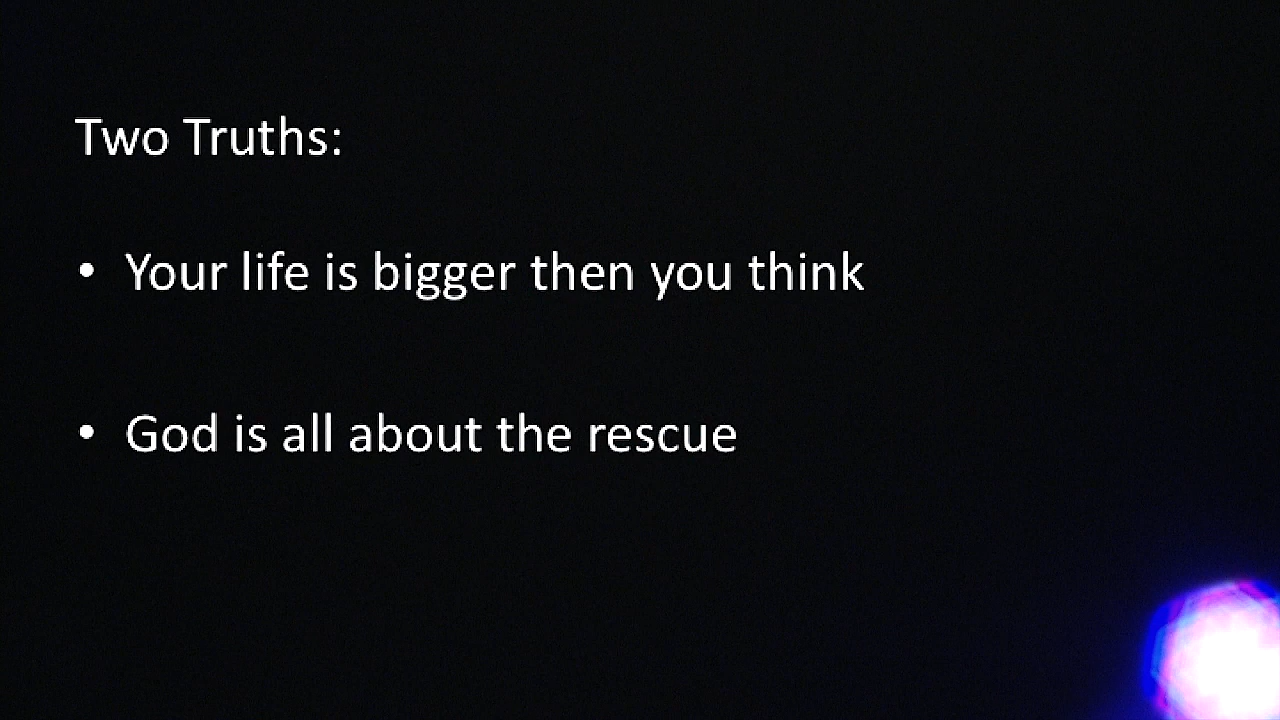 Two Truths:
• Your life is bigger then you think
• God is all about the rescue